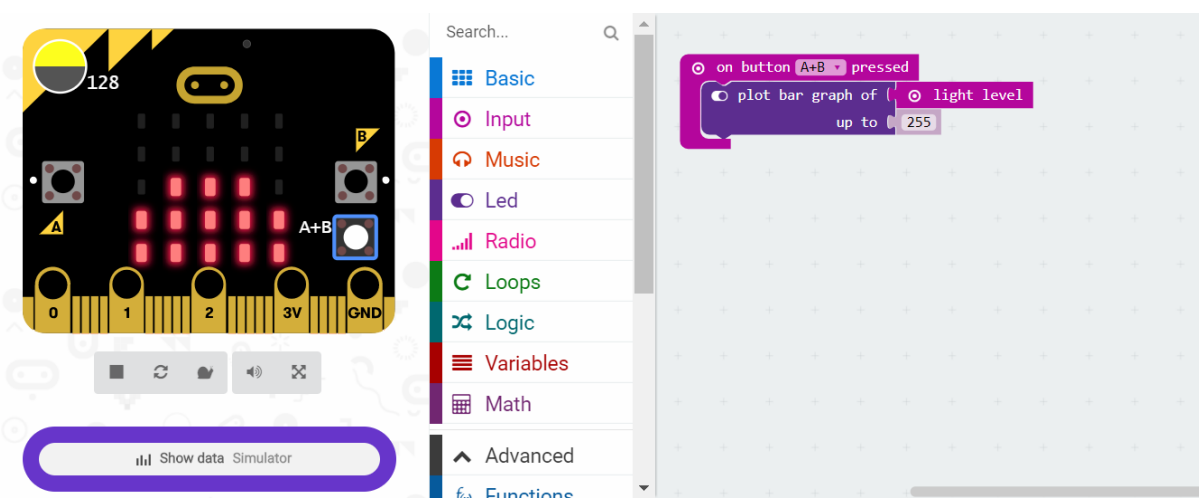 128
B
A
A+B
0
1
2
3V
GND
Show data Simulator
Search...
Basic
Input
Music
Led
Radio
Loops
Logic
Variables
Math
Advanced
Functions
on button A+B pressed
plot bar graph of light level
up to 255